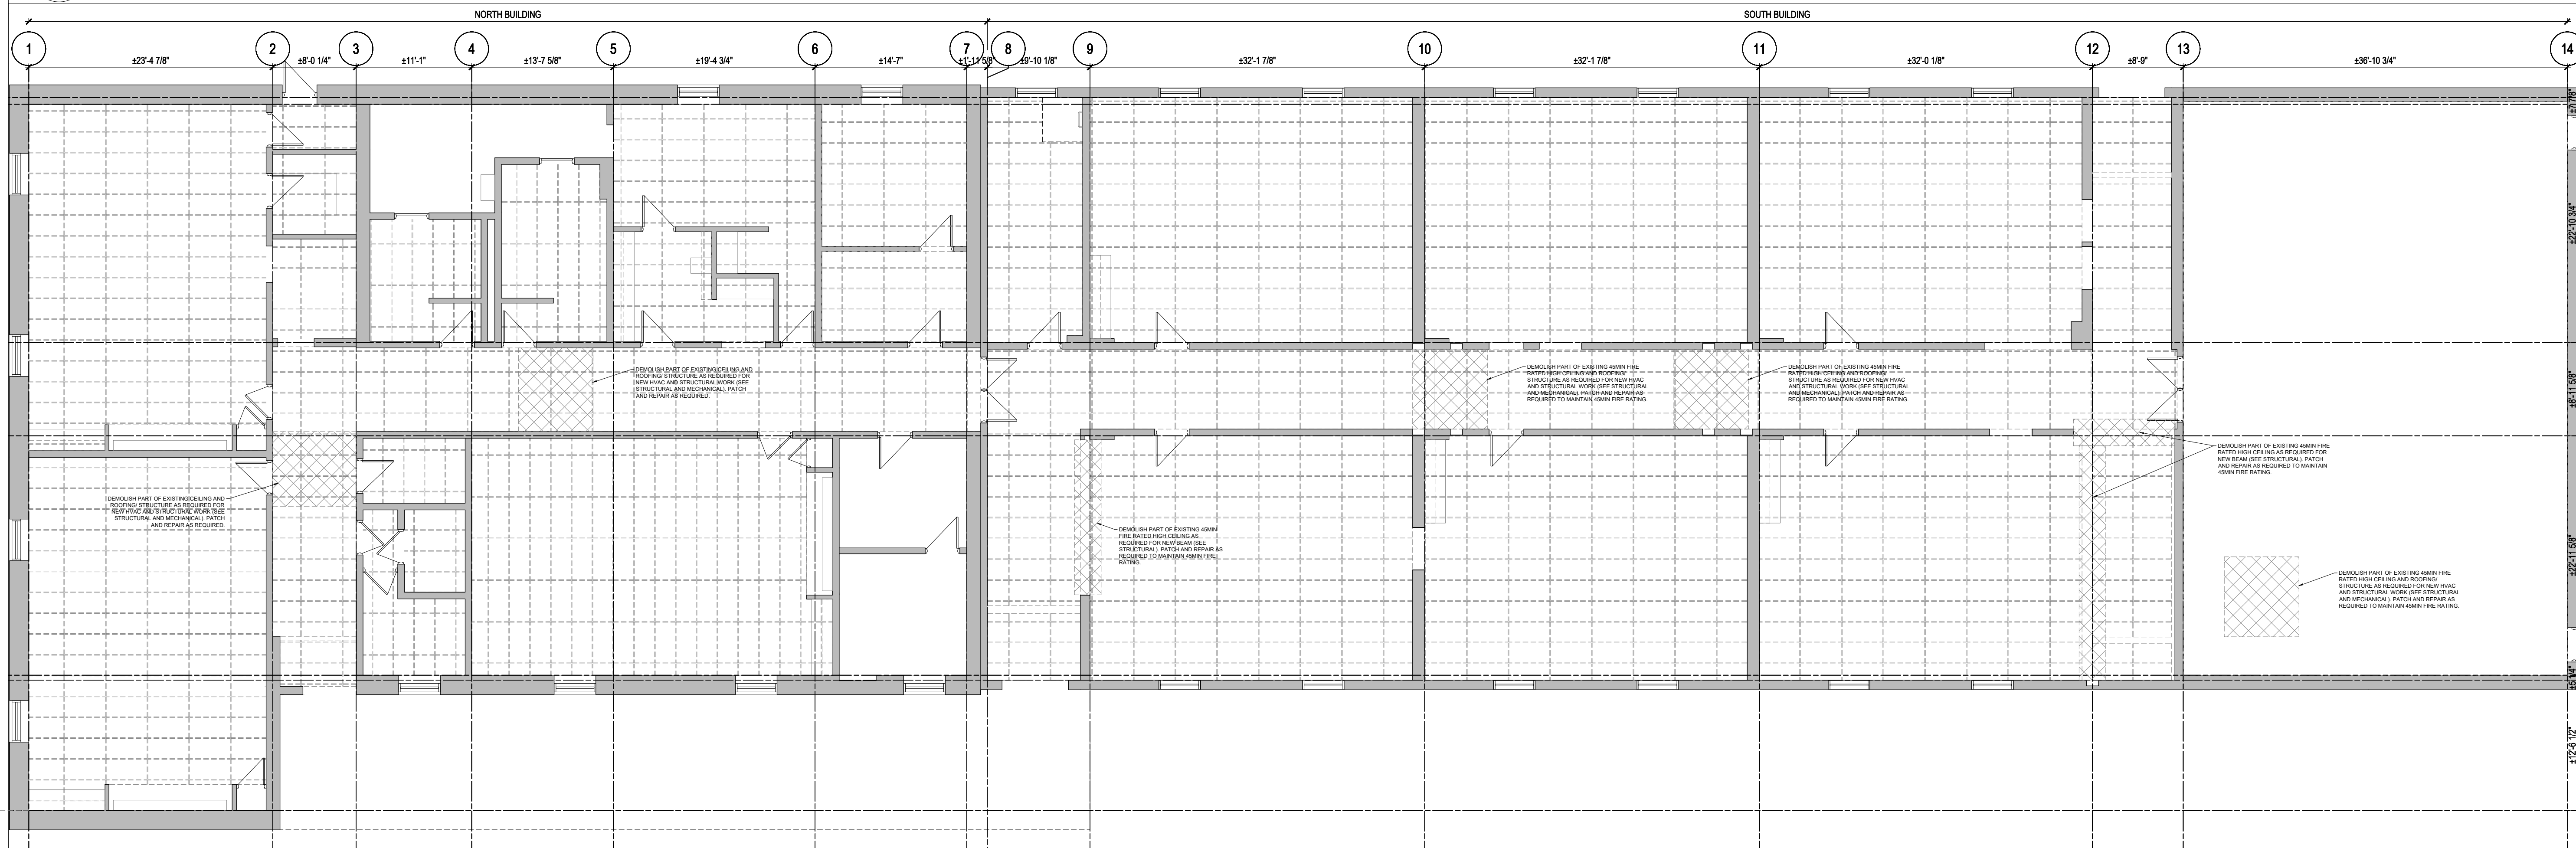 NORTH BUILDING
SOUTH BUILDING
1
2
3
4
5
6
7
8
9
10
11
12
13
14
±23'-4 7/8"
±8'-0 1/4"
±11'-1"
±13'-7 5/8"
±19'-4 3/4"
±14'-7"
±1'-11 5/8"
±9'-10 1/8"
±32'-1 7/8"
±32'-1 7/8"
±32'-0 1/8"
±8'-9"
±36'-10 3/4"
±7 7/8"
±22'-10 3/4"
±8'-11 5/8"
±22'-11 5/8"
±5 1/4"
±12'-6 1/2"
DEMOLISH PART OF EXISTING CEILING AND
ROOFING/ STRUCTURE AS REQUIRED FOR
NEW HVAC AND STRUCTURAL WORK (SEE
STRUCTURAL AND MECHANICAL). PATCH
AND REPAIR AS REQUIRED.
DEMOLISH PART OF EXISTING 45MIN FIRE
RATED HIGH CEILING AND ROOFING/
STRUCTURE AS REQUIRED FOR NEW HVAC
AND STRUCTURAL WORK (SEE STRUCTURAL
AND MECHANICAL). PATCH AND REPAIR AS
REQUIRED TO MAINTAIN 45MIN FIRE RATING.
DEMOLISH PART OF EXISTING 45MIN FIRE
RATED HIGH CEILING AND ROOFING/
STRUCTURE AS REQUIRED FOR NEW HVAC
AND STRUCTURAL WORK (SEE STRUCTURAL
AND MECHANICAL). PATCH AND REPAIR AS
REQUIRED TO MAINTAIN 45MIN FIRE RATING.
DEMOLISH PART OF EXISTING 45MIN FIRE
RATED HIGH CEILING AS REQUIRED FOR
NEW BEAM (SEE STRUCTURAL). PATCH
AND REPAIR AS REQUIRED TO MAINTAIN
45MIN FIRE RATING.
DEMOLISH PART OF EXISTING CEILING AND
ROOFING/ STRUCTURE AS REQUIRED FOR
NEW HVAC AND STRUCTURAL WORK (SEE
STRUCTURAL AND MECHANICAL). PATCH
AND REPAIR AS REQUIRED.
DEMOLISH PART OF EXISTING 45MIN
FIRE RATED HIGH CEILING AS
REQUIRED FOR NEW BEAM (SEE
STRUCTURAL). PATCH AND REPAIR AS
REQUIRED TO MAINTAIN 45MIN FIRE
RATING.
DEMOLISH PART OF EXISTING 45MIN FIRE
RATED HIGH CEILING AND ROOFING/
STRUCTURE AS REQUIRED FOR NEW HVAC
AND STRUCTURAL WORK (SEE STRUCTURAL
AND MECHANICAL). PATCH AND REPAIR AS
REQUIRED TO MAINTAIN 45MIN FIRE RATING.